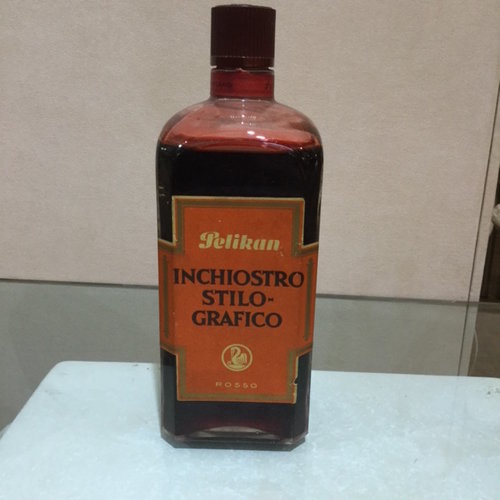 Pelikan
INCHIOSTRO
STILO-
GRAFICO
ROSSO